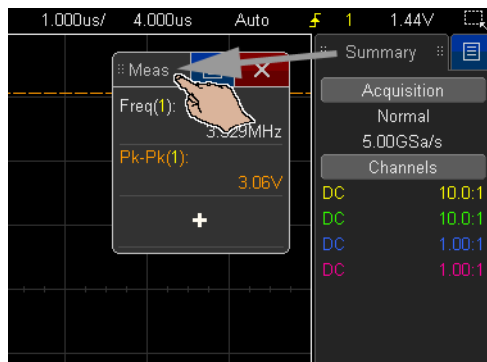 1.000us/ 4.000us Auto 1 1.44V
Summary
Meas
Acquisition
Normal
5.00GSa/s
Channels
DC 10.0:1
DC 10.0:1
DC 1.00:1
DC 1.00:1
Freq(1):
Pk-Pk(1):
3.06V